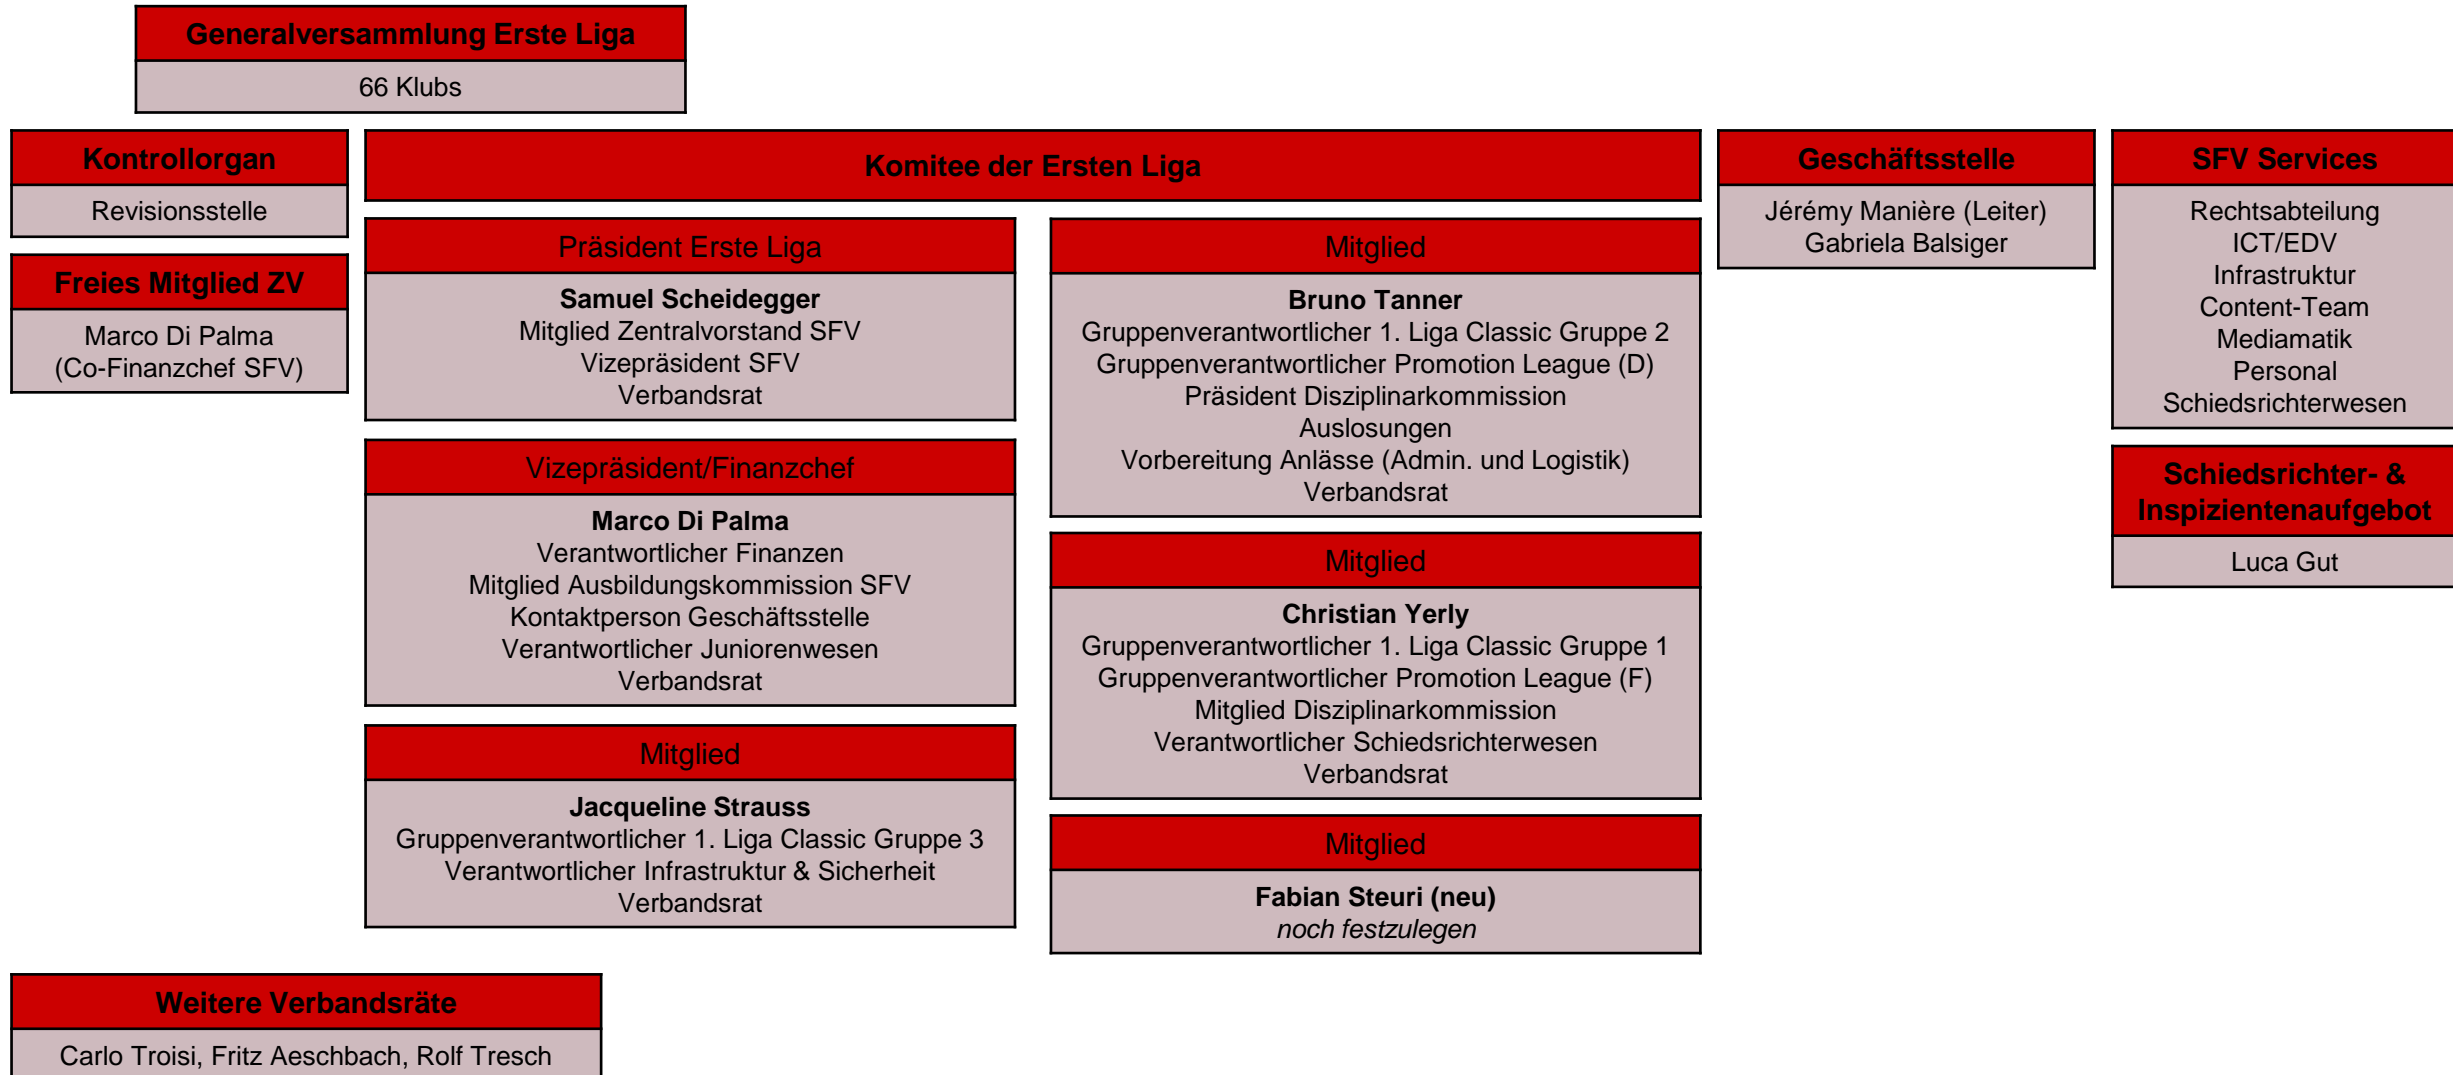 Generalversammlung Erste Liga
66 Klubs
Kontrollorgan
Revisionsstelle
Freies Mitglied ZV
Marco Di Palma
(Co-Finanzchef SFV)
Komitee der Ersten Liga
Präsident Erste Liga
Samuel Scheidegger
Mitglied Zentralvorstand SFV
Vizepräsident SFV
Verbandsrat
Vizepräsident/Finanzchef
Marco Di Palma
Verantwortlicher Finanzen
Mitglied Ausbildungskommission SFV
Kontaktperson Geschäftsstelle
Verantwortlicher Juniorenwesen
Verbandsrat
Mitglied
Jacqueline Strauss
Gruppenverantwortlicher 1. Liga Classic Gruppe 3
Verantwortlicher Infrastruktur & Sicherheit
Verbandsrat
Mitglied
Bruno Tanner
Gruppenverantwortlicher 1. Liga Classic Gruppe 2
Gruppenverantwortlicher Promotion League (D)
Präsident Disziplinarkommission
Auslosungen
Vorbereitung Anlässe (Admin. und Logistik)
Verbandsrat
Mitglied
Christian Yerly
Gruppenverantwortlicher 1. Liga Classic Gruppe 1
Gruppenverantwortlicher Promotion League (F)
Mitglied Disziplinarkommission
Verantwortlicher Schiedsrichterwesen
Verbandsrat
Mitglied
Fabian Steuri (neu)
noch festzulegen
Geschäftsstelle
Jérémy Manière (Leiter)
Gabriela Balsiger
SFV Services
Rechtsabteilung
ICT/EDV
Infrastruktur
Content-Team
Mediamatik
Personal
Schiedsrichterwesen
Schiedsrichter- &
Inspizientenaufgebot
Luca Gut
Weitere Verbandsräte
Carlo Troisi, Fritz Aeschbach, Rolf Tresch